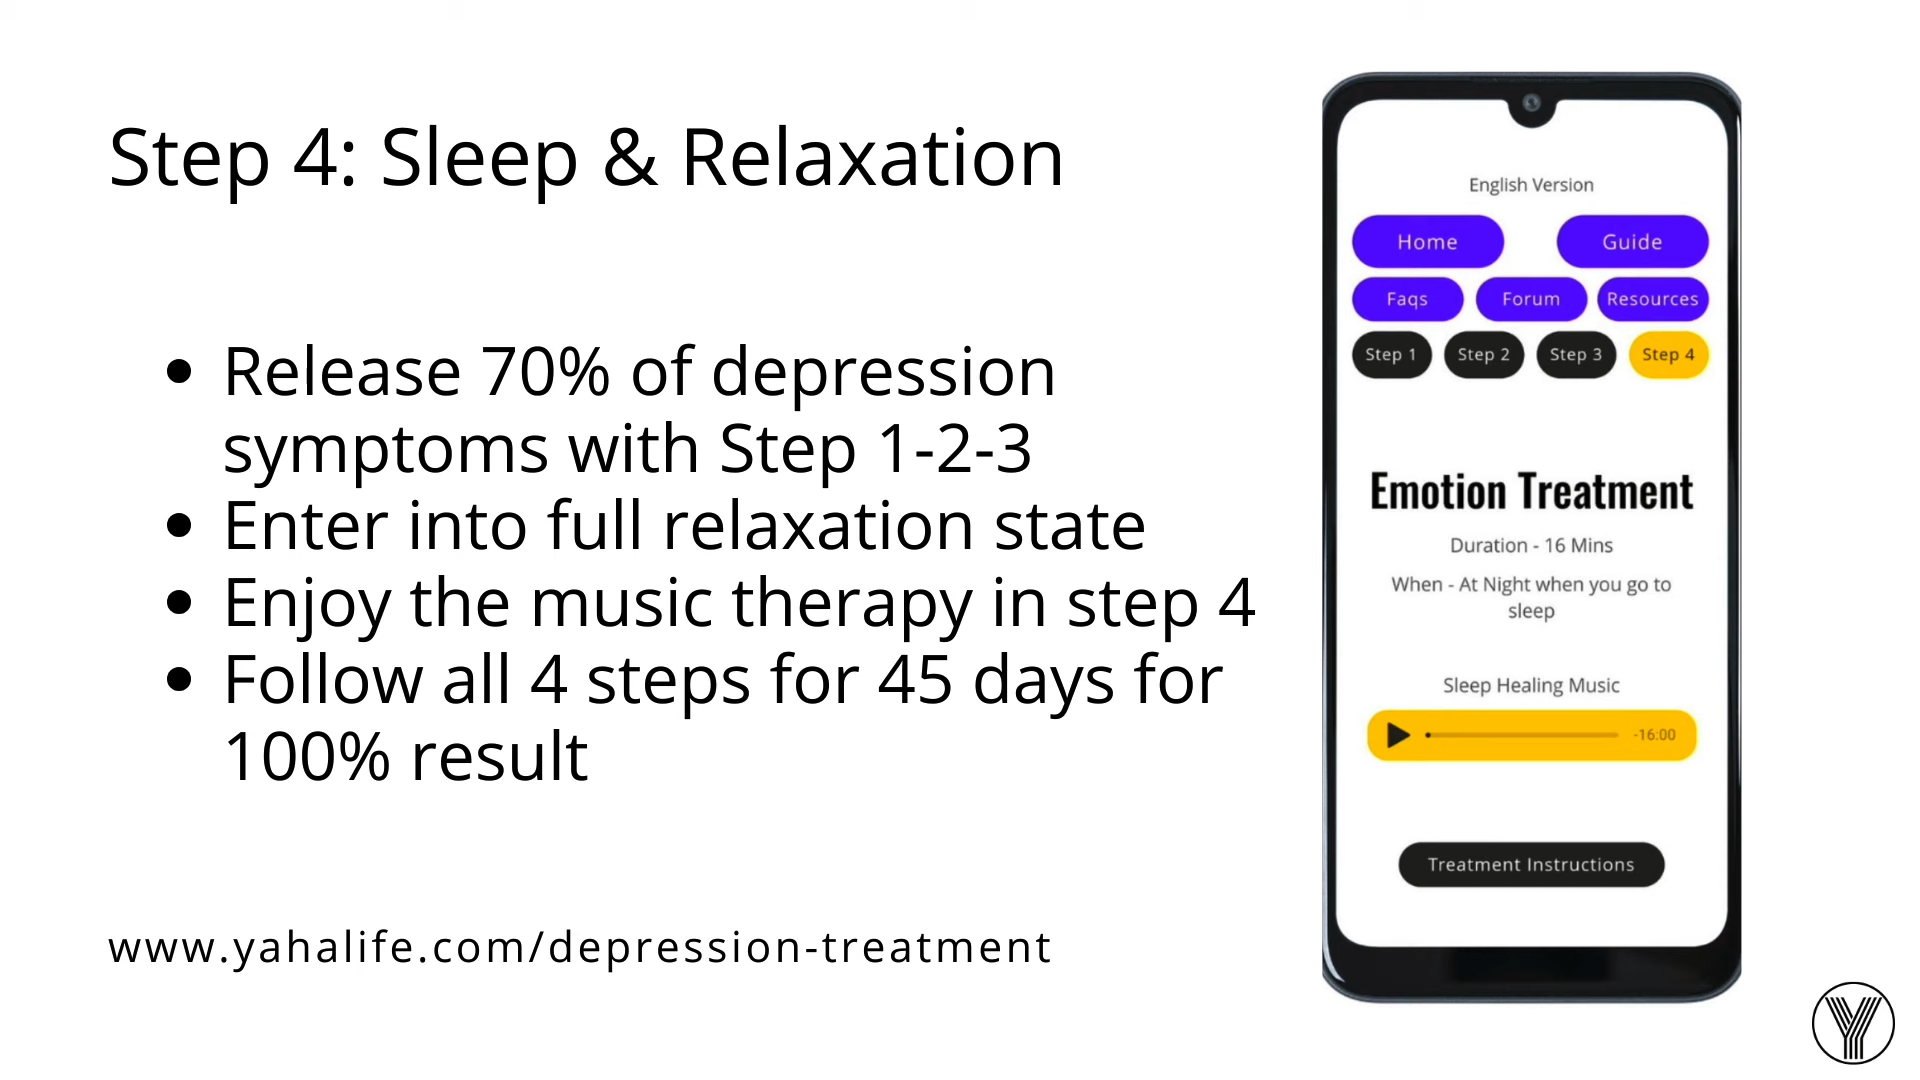 Step 4: Sleep & Relaxation
• Release 70% of depression
symptoms with Step 1-2-3
• Enter into full relaxation state
• Enjoy the music therapy in step 4
• Follow all 4 steps for 45 days for
100% result
www.yahalife.com/depression-treatment
English Version
Home Guide
Faqs Forum Resources
Step 1 Step 2 Step 3 Step 4
Emotion Treatment
Duration - 16 Mins
When - At Night when you go to
sleep
Sleep Healing Music
-16:00
Treatment Instructions
Y